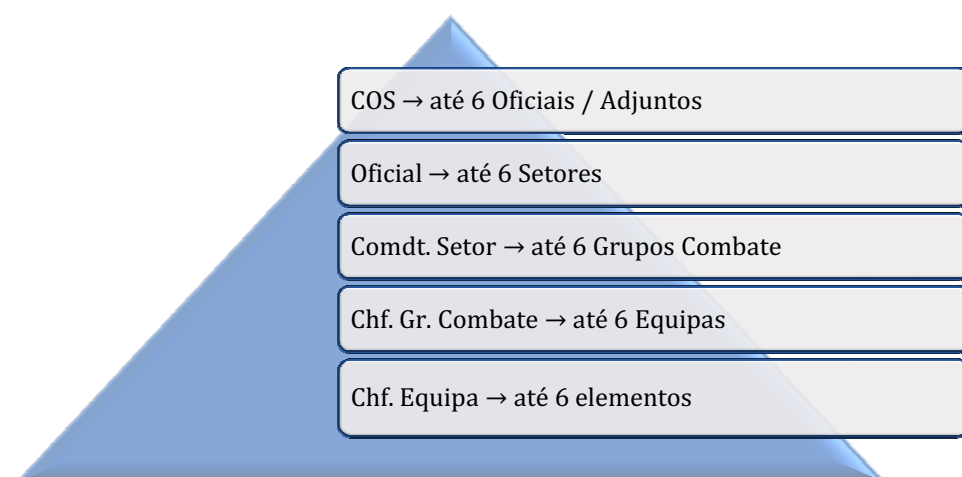 COS → até 6 Oficiais / Adjuntos
Oficial → até 6 Setores
Comdt. Setor → até 6 Grupos Combate
Chf. Gr. Combate → até 6 Equipas
Chf. Equipa → até 6 elementos